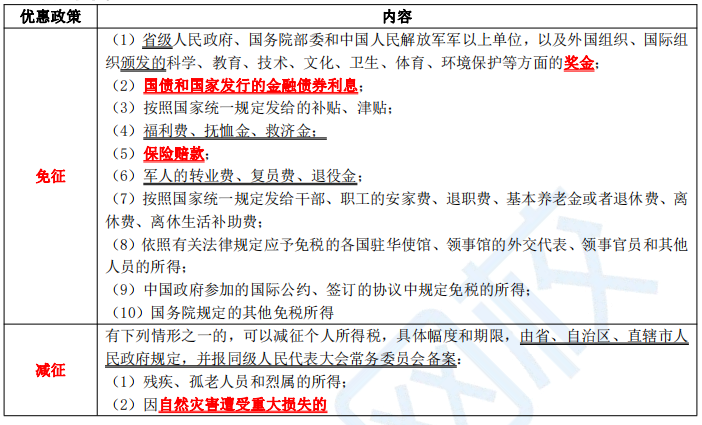 优惠政策 内容
（1）省级人民政府、国务院部委和中国人民解放军军以上单位，以及外国组织、国际组
织颁发的科学、教育、技术、文化、卫生、体育、环境保护等方面的奖金；
（2）国债和国家发行的金融债券利息；
（3）按照国家统一规定发给的补贴、津贴；
（4）福利费、抚恤金、救济金；
（5）保险赔款；
免征
（6）军人的转业费、复员费、退役金；
（7）按照国家统一规定发给干部、职工的安家费、退职费、基本养老金或者退休费、离
休费、离休生活补助费；
（8）依照有关法律规定应予免税的各国驻华使馆、领事馆的外交代表、领事官员和其他
人员的所得；
（9）中国政府参加的国际公约、签订的协议中规定免税的所得；
（10）国务院规定的其他免税所得
减征
有下列情形之一的，可以减征个人所得税，具体幅度和期限，由省、自治区、直辖市人
民政府规定，并报同级人民代表大会常务委员会备案：
（1）残疾、孤老人员和烈属的所得；
（2）因自然灾害遭受重大损失的
网校